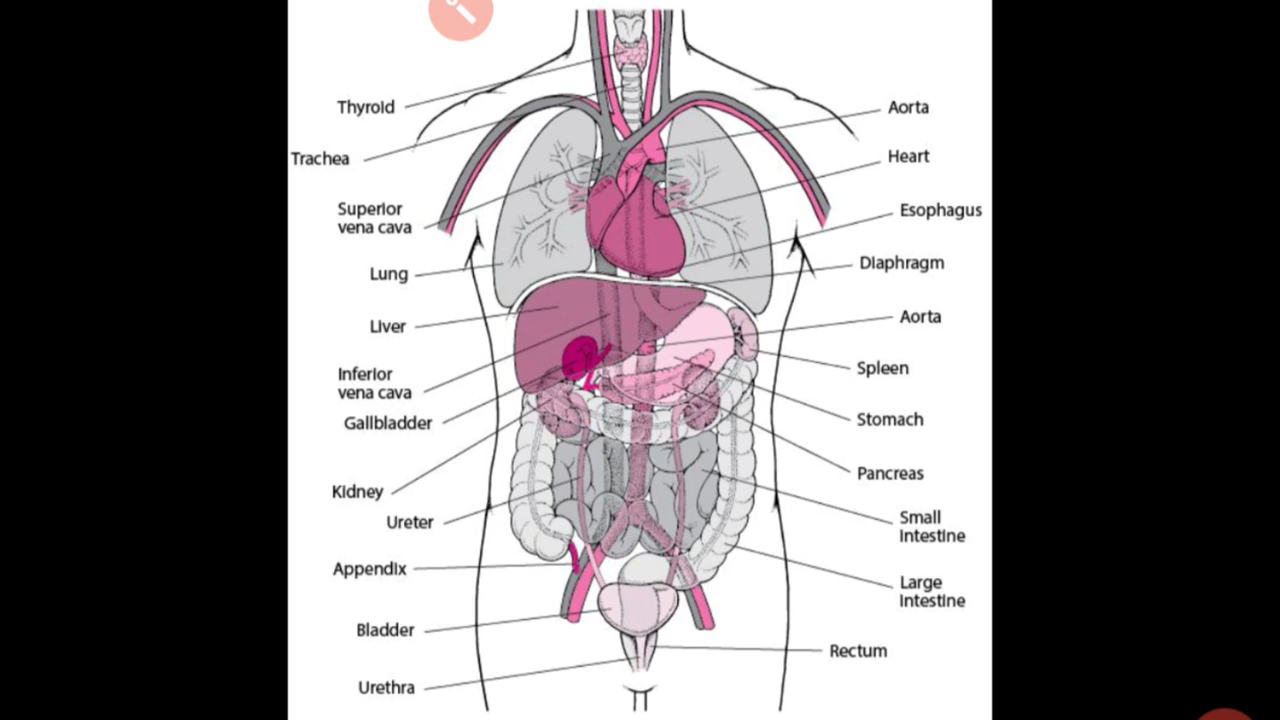 Thyroid
Trachea
Superior
vena cava
Lung
Liver
Inferior
vena cava
Gallbladder
Kidney
Ureter
Appendix
Bladder
Urethra
Aorta
Heart
Esophagus
Diaphragm
Aorta
Spleen
Stomach
Pancreas
Small
Intestine
Large
Intestine
Rectum